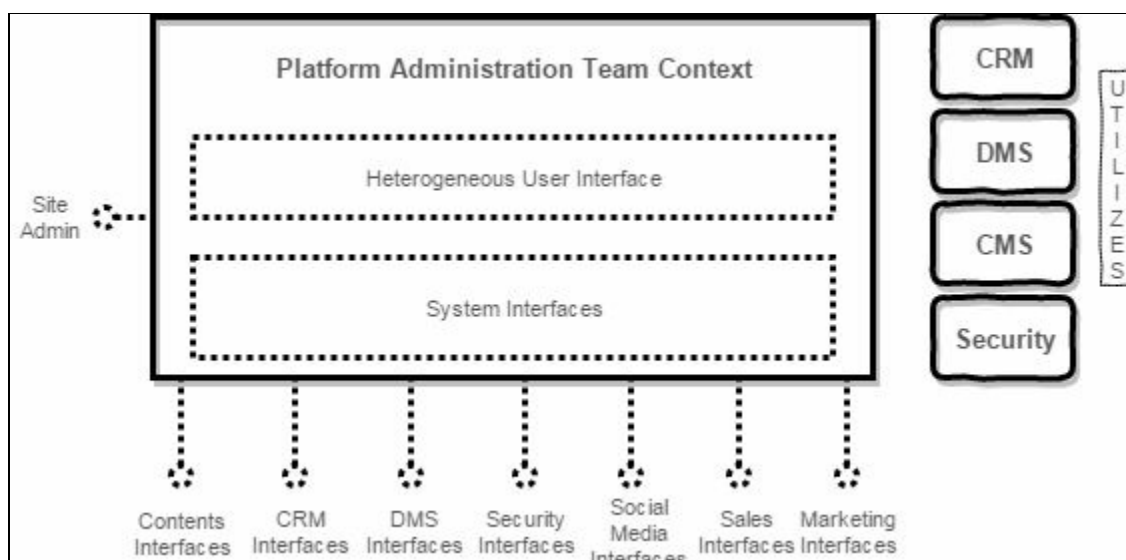 Platform Administration Team Context
Heterogeneous User Interface
System Interfaces
Site
Admin
CRM
DMS
CMS
Security
UTILIZES
Contents
Interfaces
CRM
Interfaces
DMS
Interfaces
Security
Interfaces
Social
Media
Interfaces
Sales
Interfaces
Marketing
Interfaces